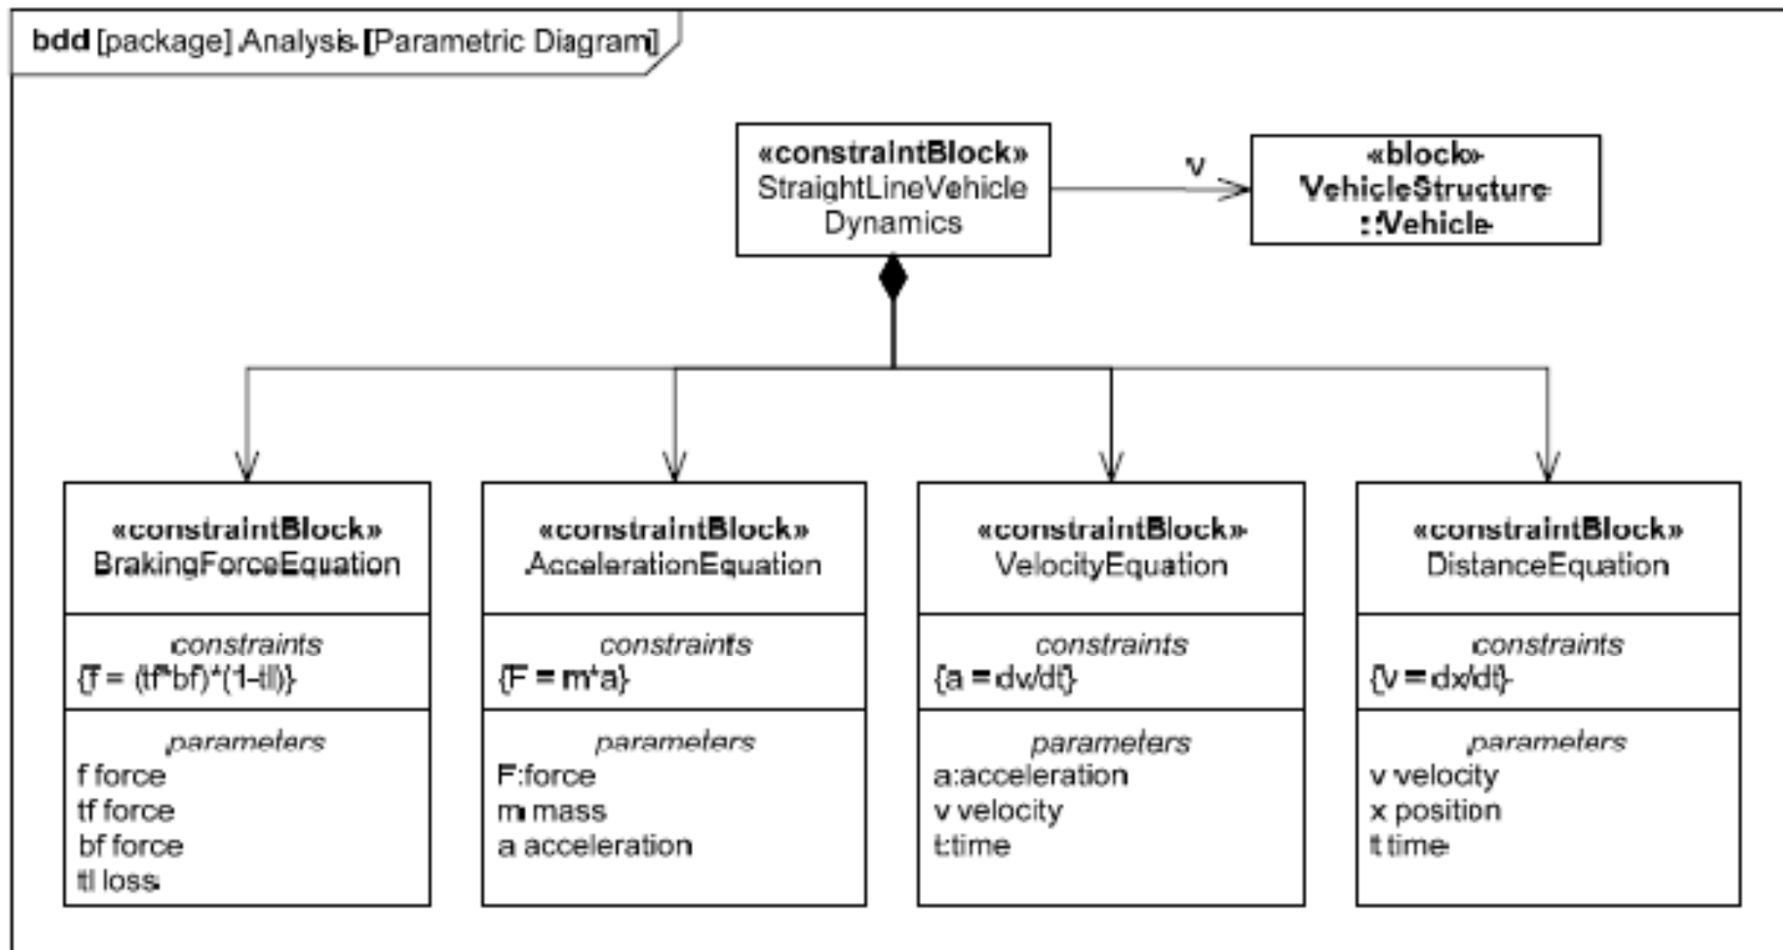 bdd [package] Analysis [Parametric Diagram]
«constraintBlock»
StraightLineVehicle
Dynamics
v
«block»
VehicleStructure
::Vehicle
«constraintBlock»
BrakingForceEquation
constraints
{f = (tf*bf)*(1-tl)}
parameters
f:force
tf:force
bf:force
tl:loss
«constraintBlock»
AccelerationEquation
constraints
{F = m*a}
parameters
F:force
m:mass
a:acceleration
«constraintBlock»
VelocityEquation
constraints
{a = dv/dt}
parameters
a:acceleration
v:velocity
t:time
«constraintBlock»
DistanceEquation
constraints
{v = dx/dt}
parameters
v:velocity
x:position
t:time